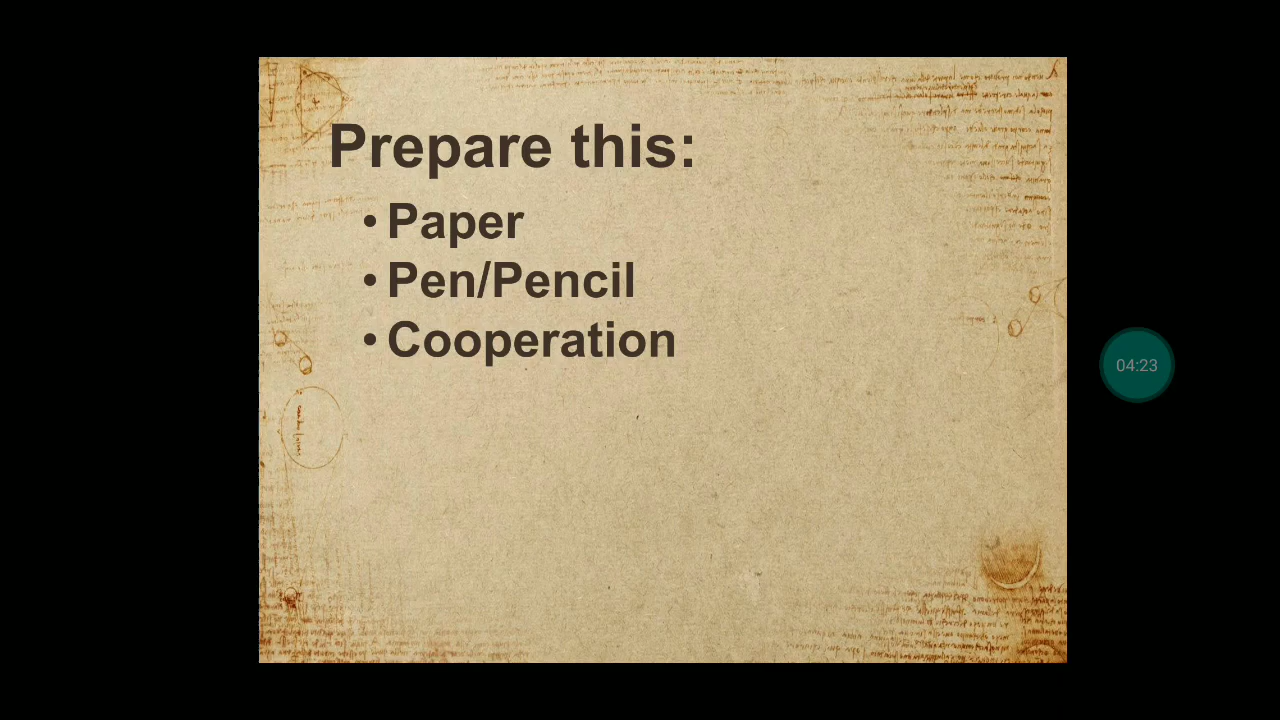 Prepare this:
• Paper
• Pen/Pencil
• Cooperation
04:23